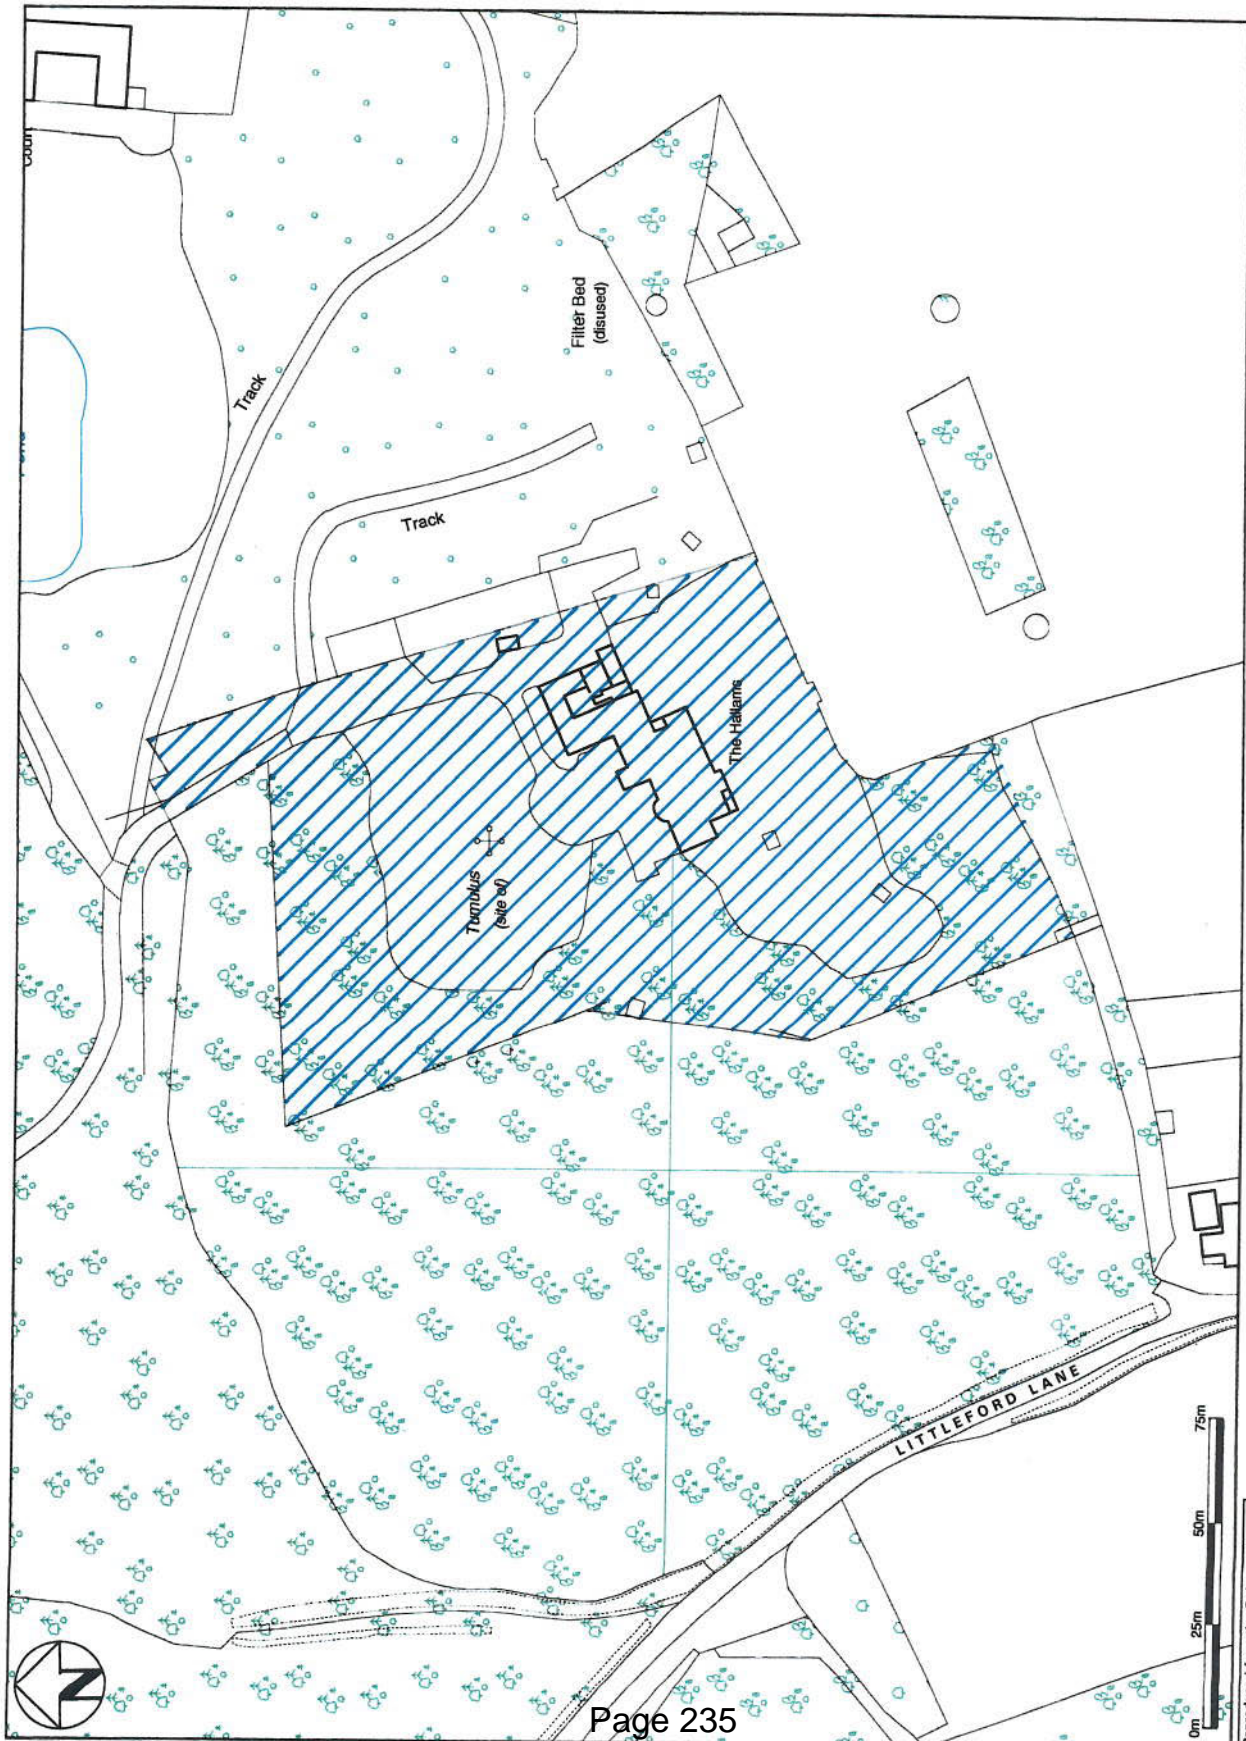 Track
Filter Bed
(disused)
Track
The Hallams
Tumulus
(site of)
LITTLEFORD LANE
0m
25m
50m
75m
N
Page 235